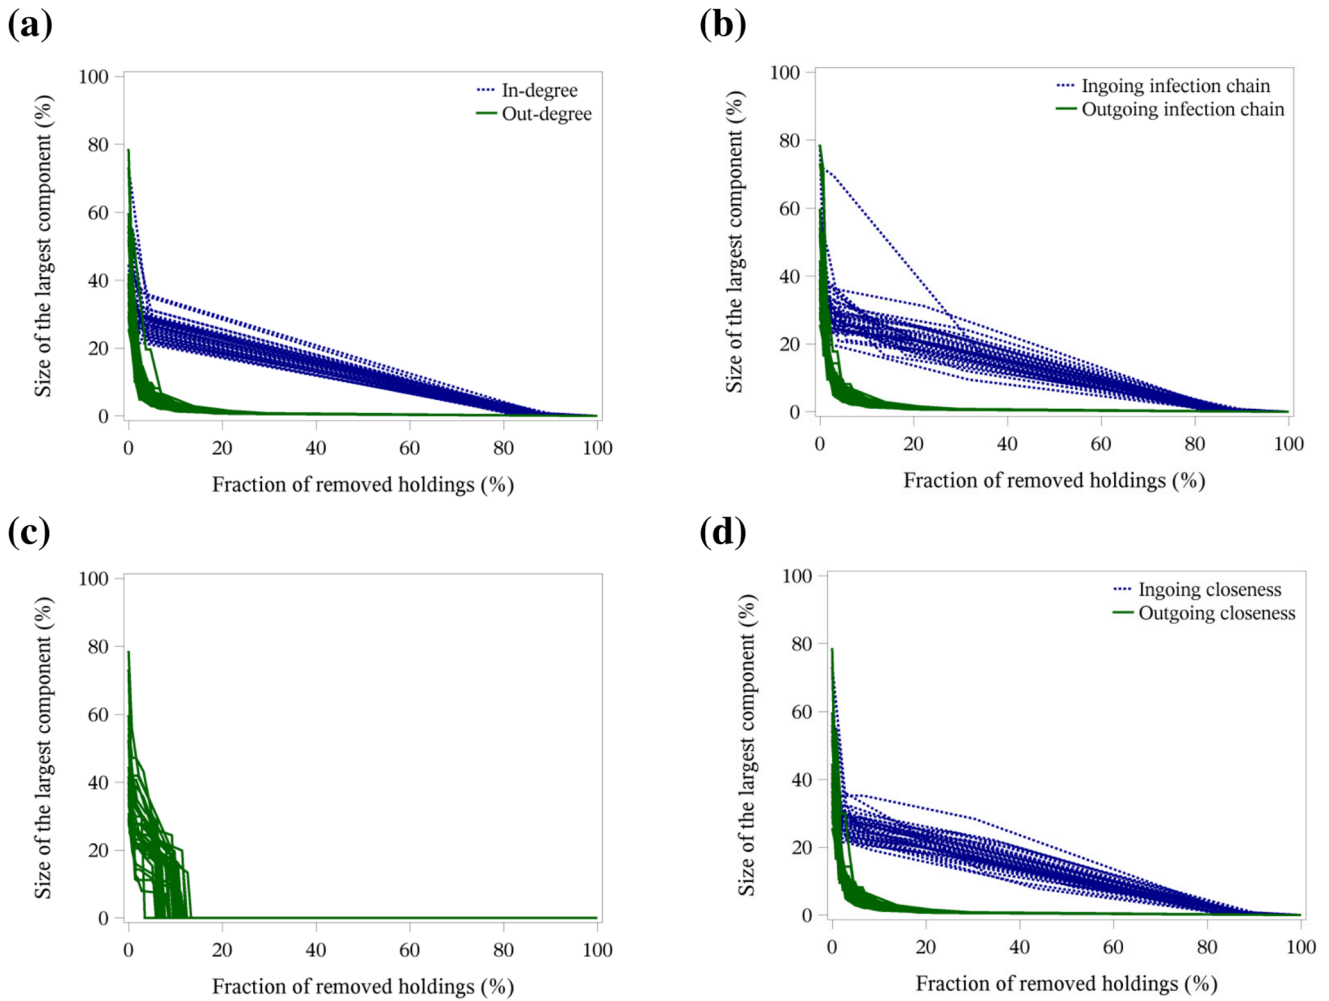 (a)
100
80
60
40
20
0
Size of the largest component (%)
In-degree
Out-degree
0 20 40 60 80 100
Fraction of removed holdings (%)
(b)
100
80
60
40
20
0
Size of the largest component (%)
Ingoing infection chain
Outgoing infection chain
0 20 40 60 80 100
Fraction of removed holdings (%)
(c)
100
80
60
40
20
0
Size of the largest component (%)
0 20 40 60 80 100
Fraction of removed holdings (%)
(d)
100
80
60
40
20
0
Size of the largest component (%)
Ingoing closeness
Outgoing closeness
0 20 40 60 80 100
Fraction of removed holdings (%)